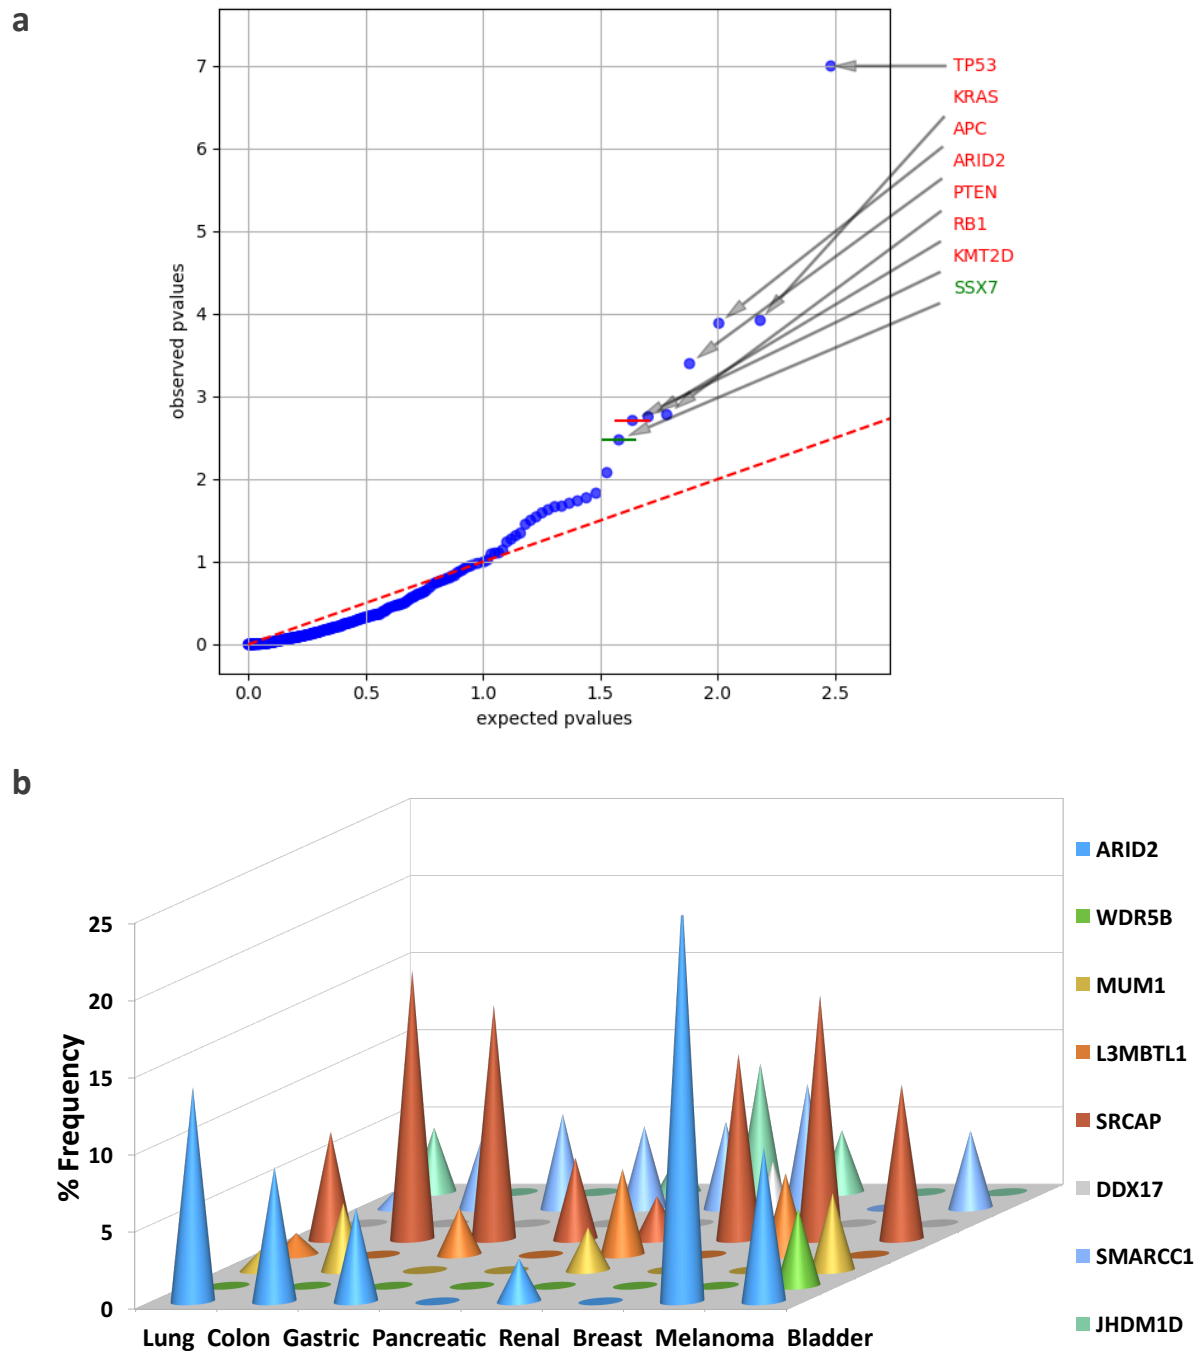 a
7
6
5
4
3
2
1
0
observed pvalues
0.0 0.5 1.0 1.5 2.0 2.5
expected pvalues
TP53
KRAS
APC
ARID2
PTEN
RB1
KMT2D
SSX7
b
25
20
15
10
5
0
% Frequency
Lung Colon Gastric Pancreatic Renal Breast Melanoma Bladder
ARID2
WDR5B
MUM1
L3MBTL1
SRCAP
DDX17
SMARCC1
JHDM1D